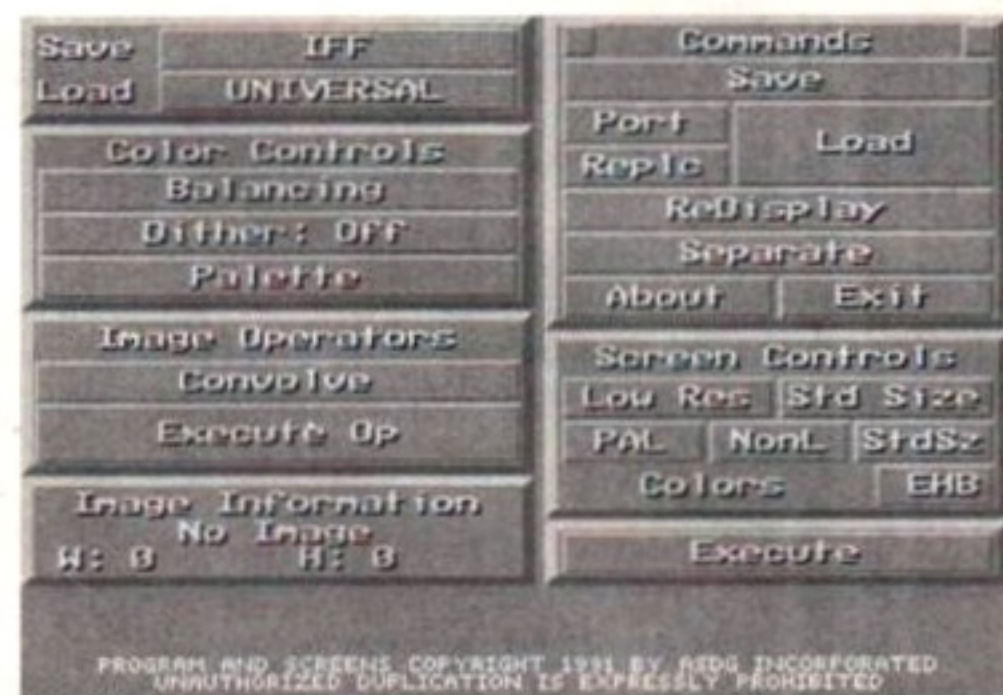 Save IFF
Load UNIVERSAL
Color Controls
Balancing
Dither: Off
Palette
Image Operators
Convolve
Execute Op
Image Information
No Image
W: 0 H: 0
Commands
Save
Port
Replc
Load
ReDisplay
Separate
About Exit
Screen Controls
Low Res Std Size
PAL NonL StdSz
Colors EHB
Execute
PROGRAM AND SCREENS COPYRIGHT 1991 BY ASDG INCORPORATED
UNAUTHORIZED DUPLICATION IS EXPRESSLY PROHIBITED